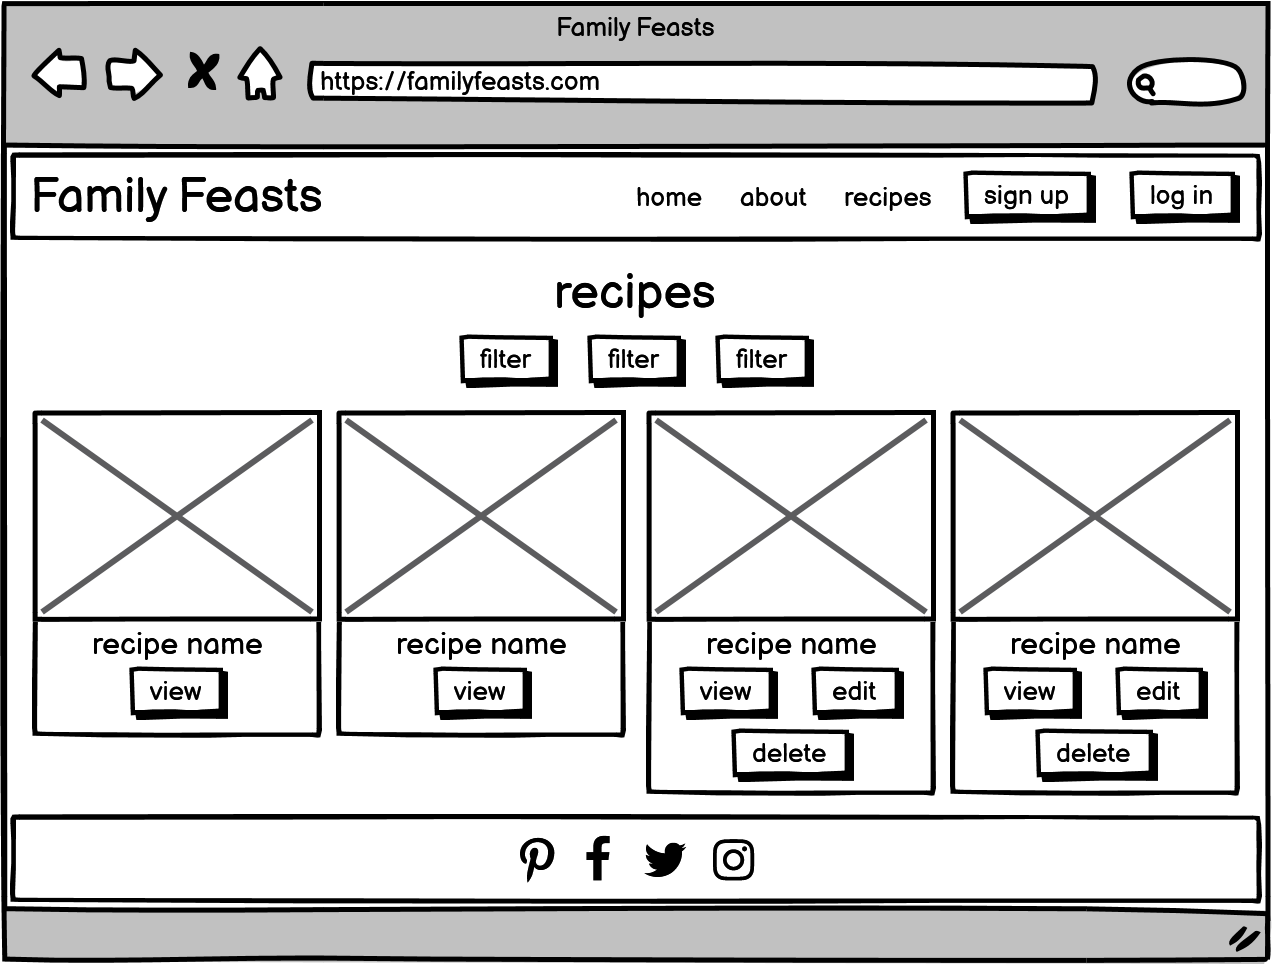 Family Feasts
https://familyfeasts.com
Family Feasts
home about recipes sign up log in
recipes
filter filter filter
recipe name recipe name recipe name recipe name
view view view edit view edit
delete delete